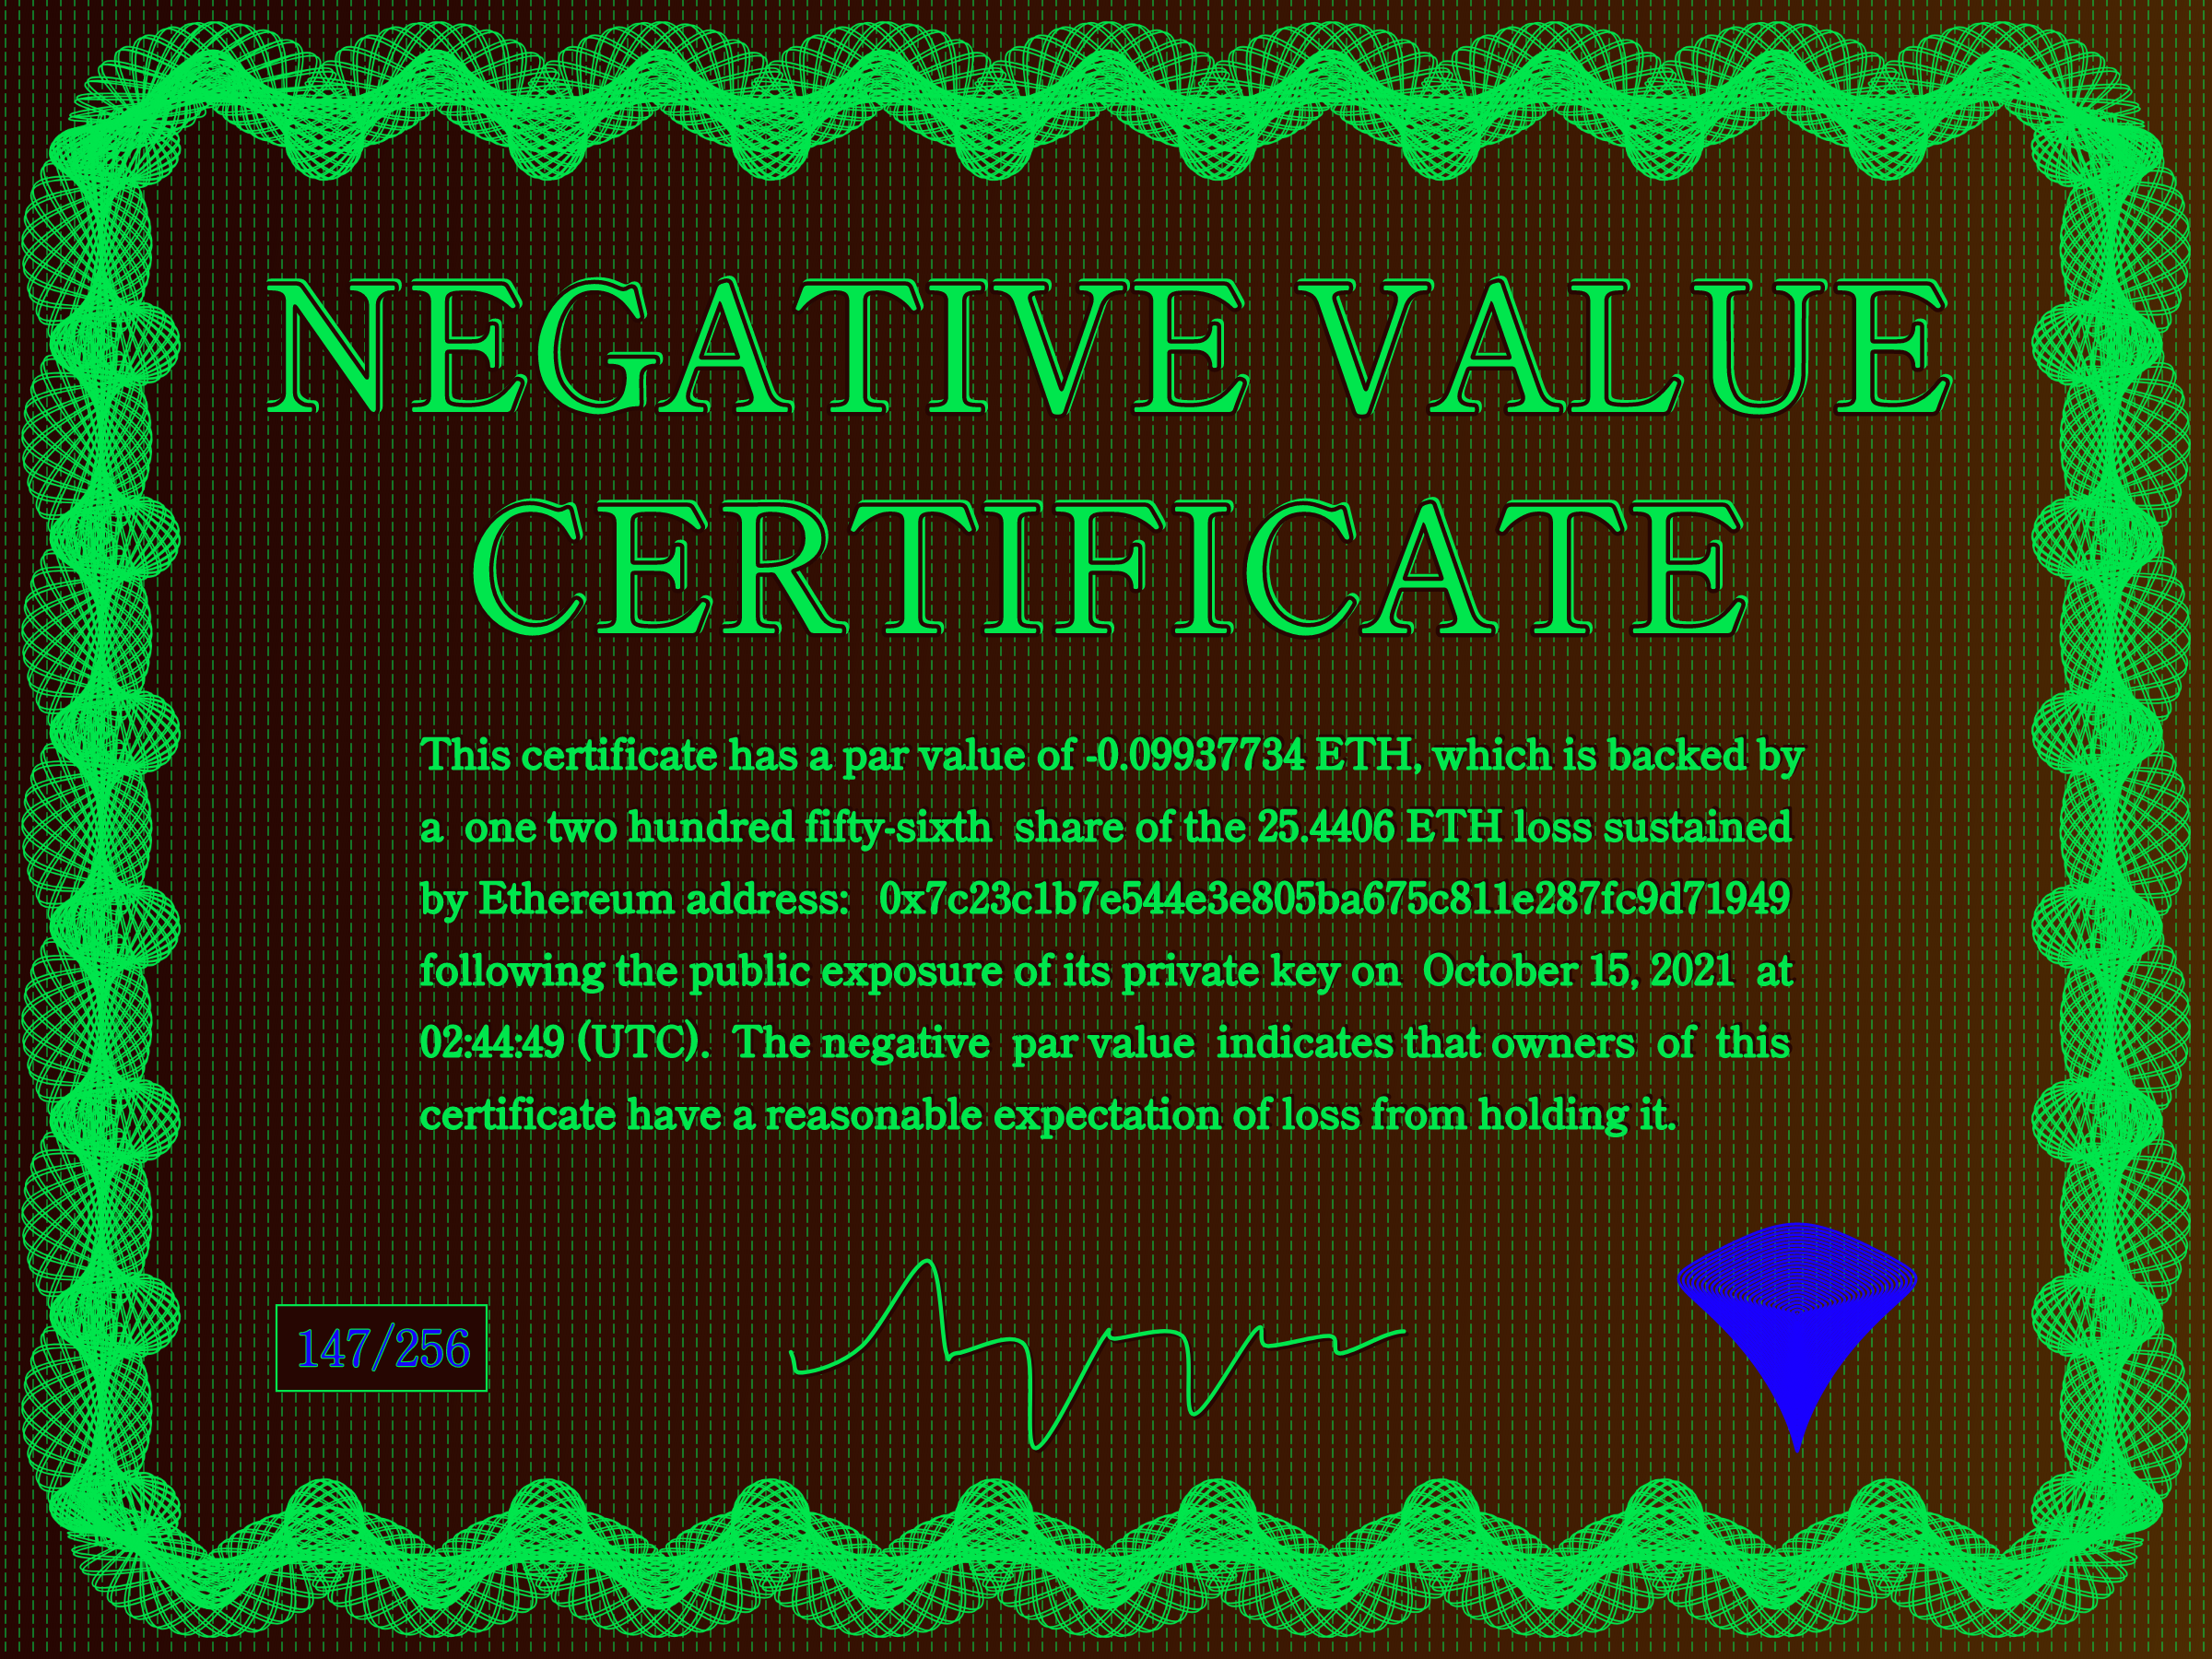 NEGATIVE VALUE
CERTIFICATE
This certificate has a par value of -0.09937734 ETH, which is backed by
a one two hundred fifty-sixth share of the 25.4406 ETH loss sustained
by Ethereum address: 0x7c23c1b7e544e3e805ba675c811e287fc9d71949
following the public exposure of its private key on October 15, 2021 at
02:44:49 (UTC). The negative par value indicates that owners of this
certificate have a reasonable expectation of loss from holding it.
147/256